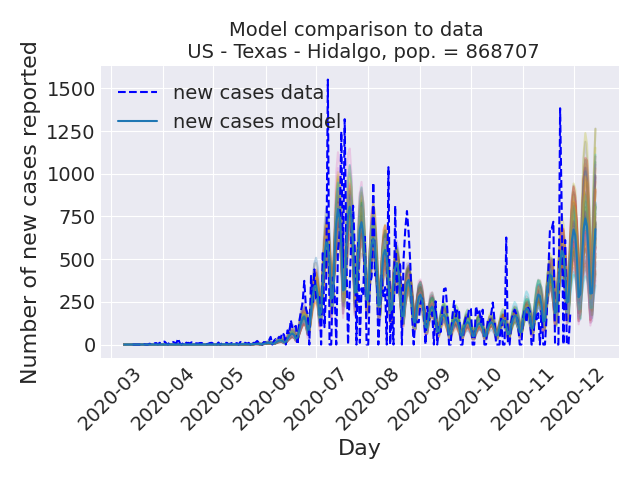 Model comparison to data
US - Texas - Hidalgo, pop. = 868707
Number of new cases reported
1500
1250
1000
750
500
250
0
new cases data
new cases model
2020-03
2020-04
2020-05
2020-06
2020-07
2020-08
2020-09
2020-10
2020-11
2020-12
Day